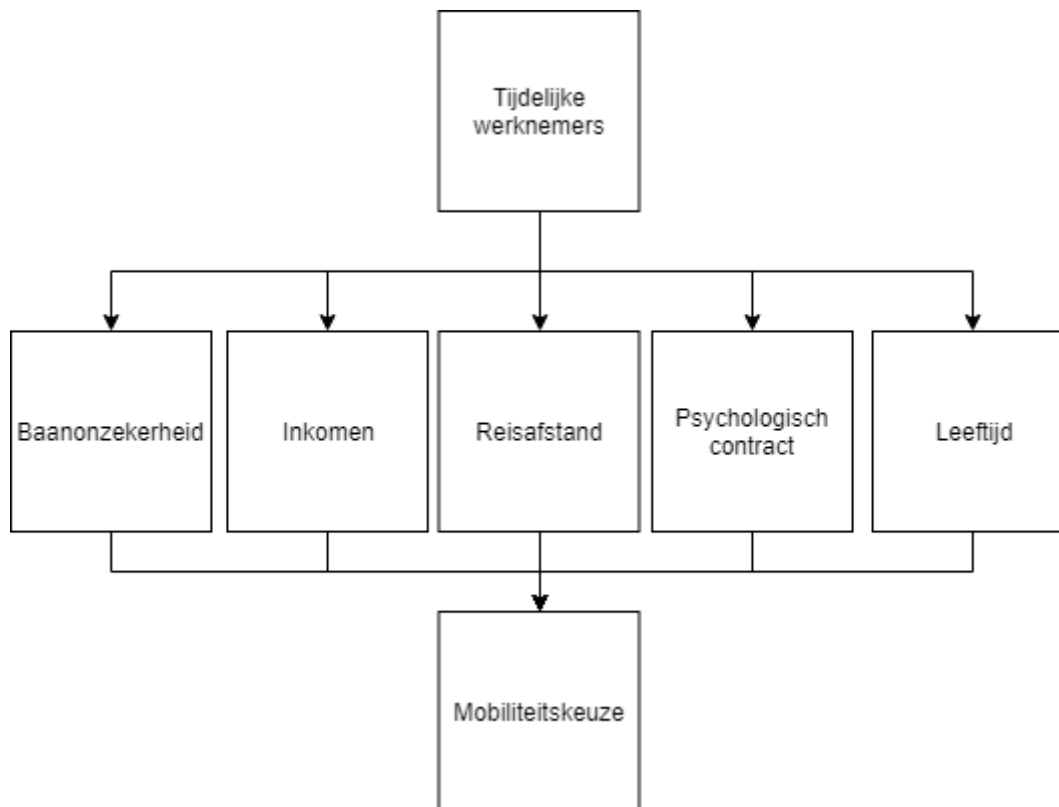 Tijdelijke
werknemers
Baanonzekerheid
Inkomen
Reisafstand
Psychologisch
contract
Leeftijd
Mobiliteitskeuze